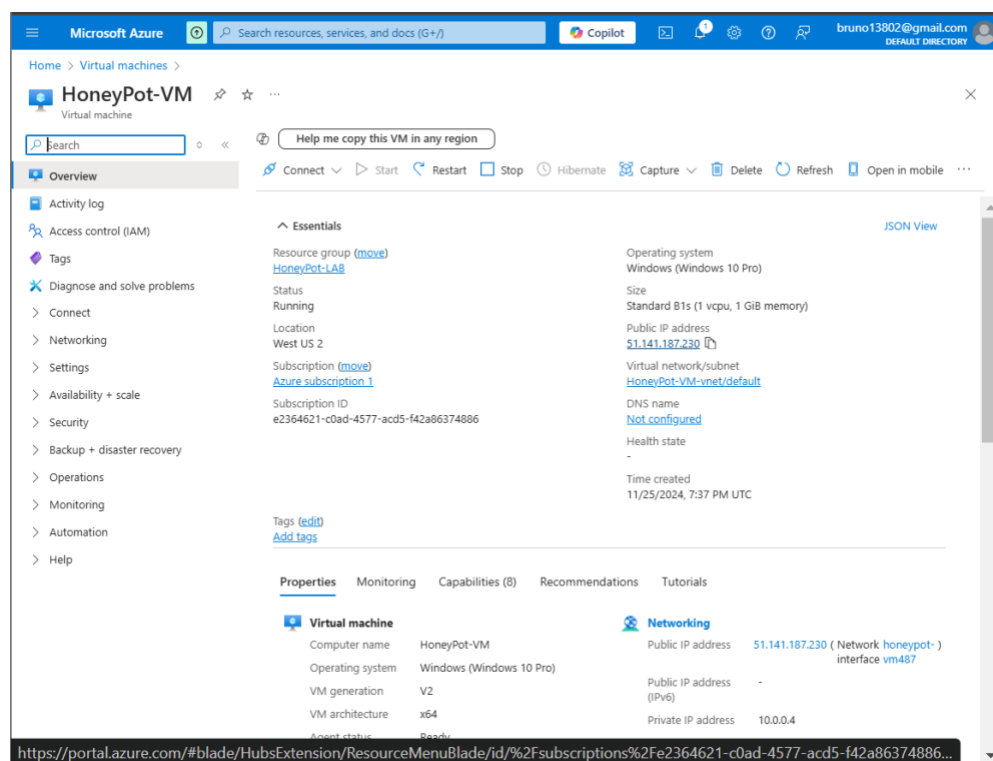 Microsoft Azure
Search resources, services, and docs (G+/)
Copilot
1
bruno13802@gmail.com
DEFAULT DIRECTORY
Home > Virtual machines >
HoneyPot-VM
Virtual machine
Search
Help me copy this VM in any region
Connect Start Restart Stop Hibernate Capture Delete Refresh Open in mobile
Overview
Activity log
Access control (IAM)
Tags
Diagnose and solve problems
Connect
Networking
Settings
Availability + scale
Security
Backup + disaster recovery
Operations
Monitoring
Automation
Help
Essentials
JSON View
Resource group (move)
HoneyPot-LAB
Status
Running
Location
West US 2
Subscription (move)
Azure subscription 1
Subscription ID
e2364621-c0ad-4577-acd5-f42a86374886
Operating system
Windows (Windows 10 Pro)
Size
Standard B1s (1 vcpu, 1 GiB memory)
Public IP address
51.141.187.230
Virtual network/subnet
HoneyPot-VM-vnet/default
DNS name
Not configured
Health state
-
Time created
11/25/2024, 7:37 PM UTC
Tags (edit)
Add tags
Properties Monitoring Capabilities (8) Recommendations Tutorials
Virtual machine
Computer name HoneyPot-VM
Operating system Windows (Windows 10 Pro)
VM generation V2
VM architecture x64
Agent status Ready
Networking
Public IP address 51.141.187.230 ( Network honeypot- )
interface vm487
Public IP address -
(IPv6)
Private IP address 10.0.0.4
https://portal.azure.com/#blade/HubsExtension/ResourceMenuBlade/id/%2Fsubscriptions%2Fe2364621-c0ad-4577-acd5-f42a86374886...